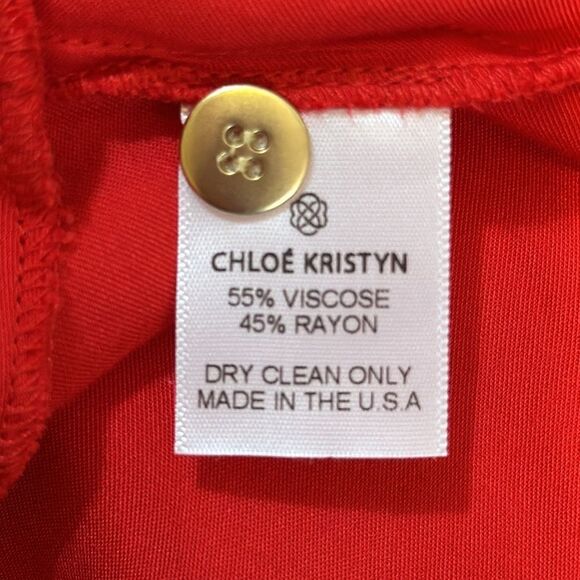 CHLOÉ KRISTYN
55% VISCOSE
45% RAYON
DRY CLEAN ONLY
MADE IN THE U.S.A